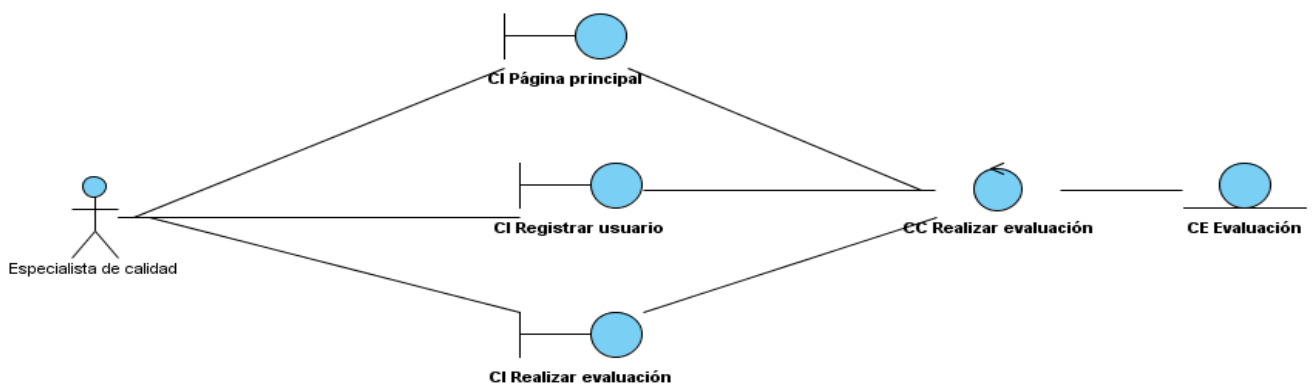 CI Página principal
CI Registrar usuario
CC Realizar evaluación
CE Evaluación
Especialista de calidad
CI Realizar evaluación